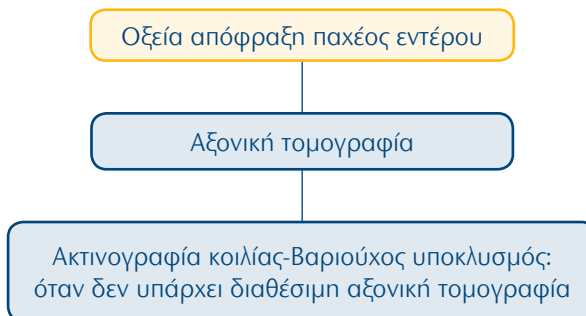 Οξεία απόφραξη παχέος εντέρου
Αξονική τομογραφία
Ακτινογραφία κοιλίας-Βαριούχος υποκλυσμός:
όταν δεν υπάρχει διαθέσιμη αξονική τομογραφία